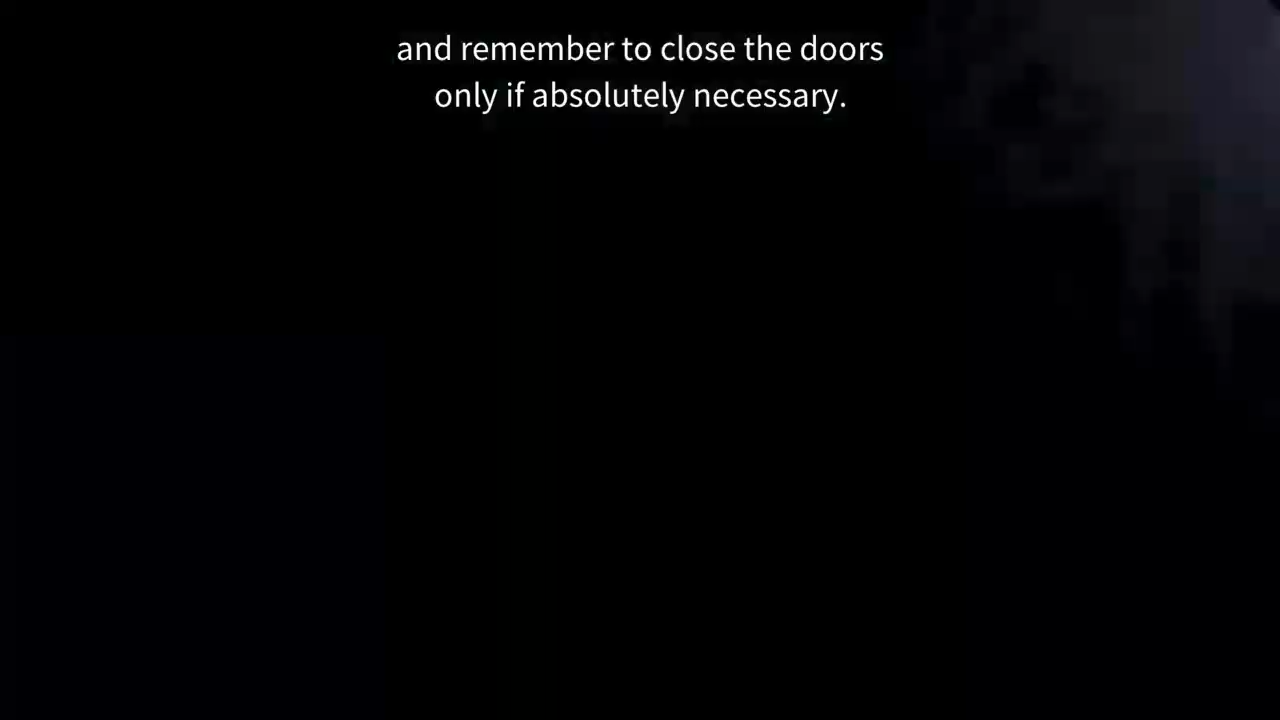 and remember to close the doors
only if absolutely necessary.